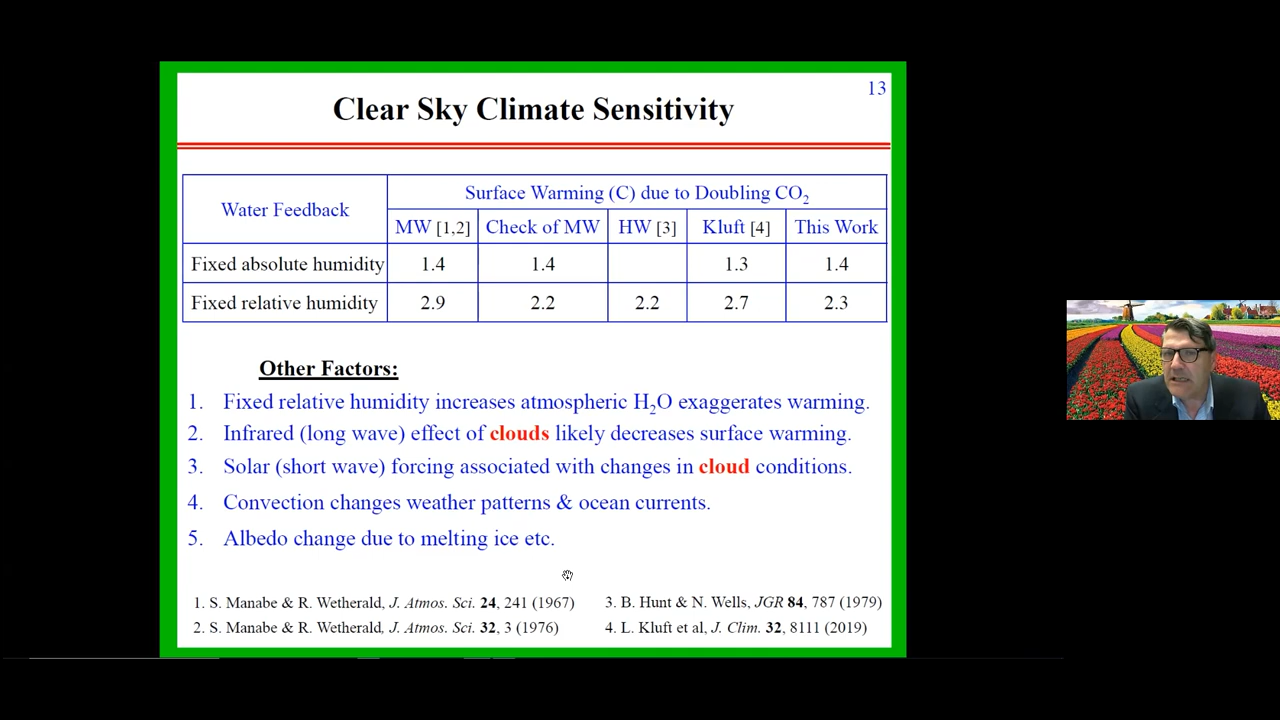 13
Clear Sky Climate Sensitivity
Water Feedback
Surface Warming (C) due to Doubling CO₂
MW [1,2] Check of MW HW [3] Kluft [4] This Work
Fixed absolute humidity 1.4 1.4 1.3 1.4
Fixed relative humidity 2.9 2.2 2.2 2.7 2.3
Other Factors:
1. Fixed relative humidity increases atmospheric H₂O exaggerates warming.
2. Infrared (long wave) effect of clouds likely decreases surface warming.
3. Solar (short wave) forcing associated with changes in cloud conditions.
4. Convection changes weather patterns & ocean currents.
5. Albedo change due to melting ice etc.
1. S. Manabe & R. Wetherald, J. Atmos. Sci. 24, 241 (1967)
2. S. Manabe & R. Wetherald, J. Atmos. Sci. 32, 3 (1976)
3. B. Hunt & N. Wells, JGR 84, 787 (1979)
4. L. Kluft et al, J. Clim. 32, 8111 (2019)